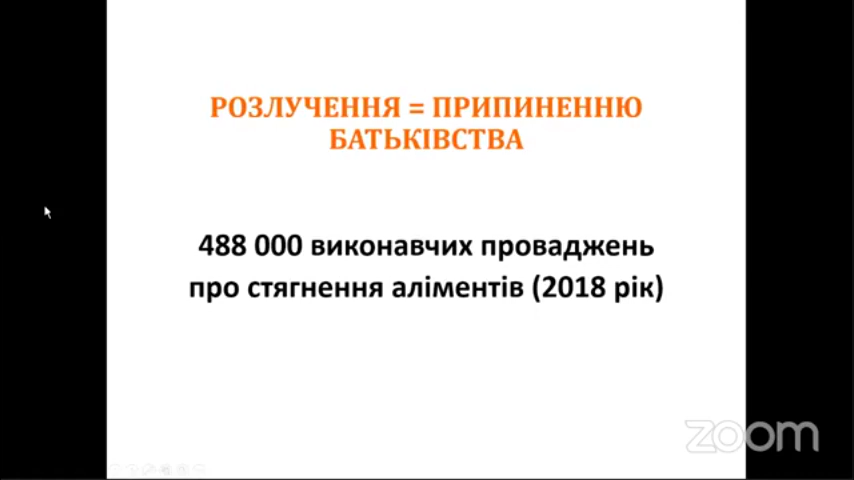 РОЗЛУЧЕННЯ = ПРИПИНЕННЮ
БАТЬКІВСТВА
488 000 виконавчих проваджень
про стягнення аліментів (2018 рік)
zoom